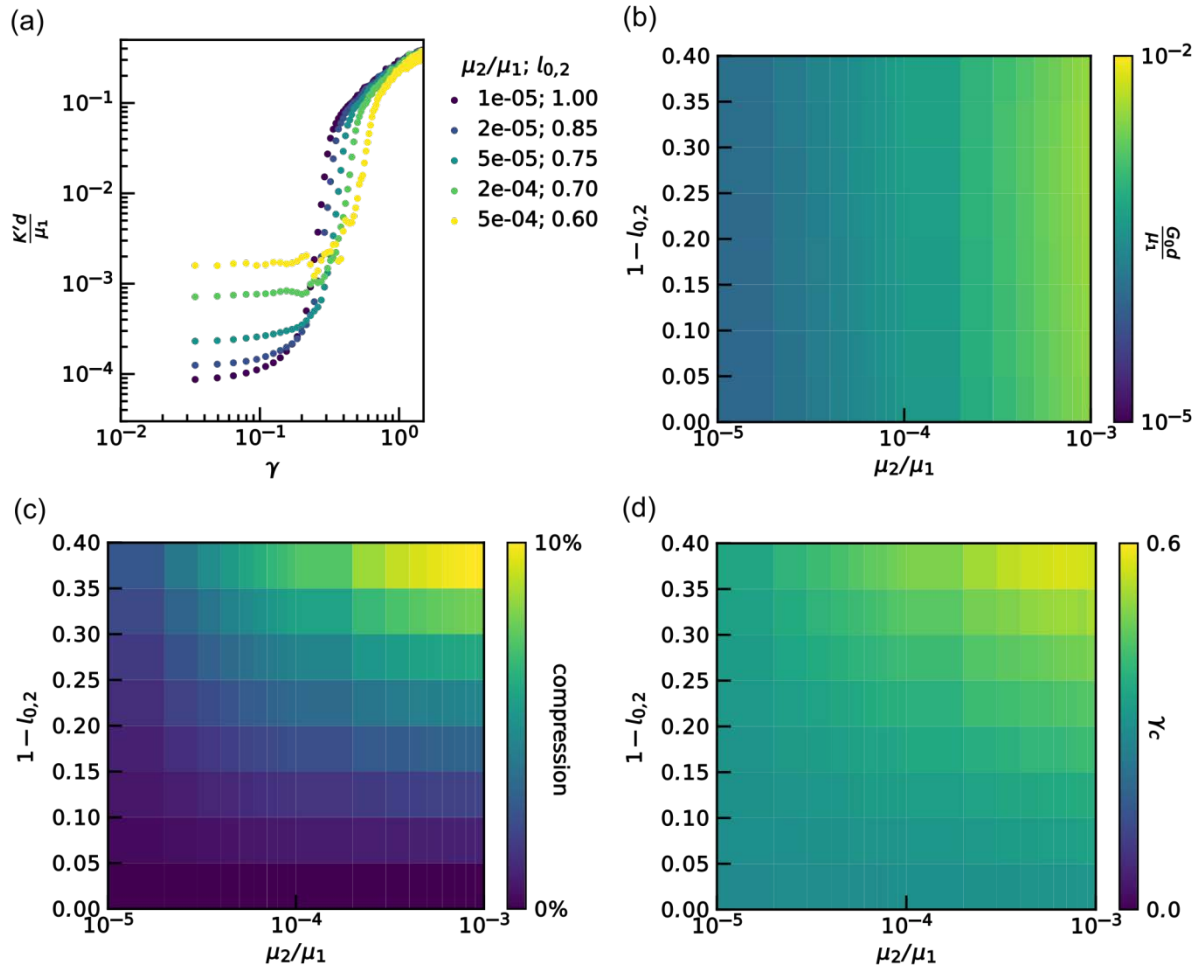 (a)
K'd
μ₁
10⁻¹
10⁻²
10⁻³
10⁻⁴
10⁻² 10⁻¹ 10⁰
γ
μ₂/μ₁; l₀,₂
1e-05; 1.00
2e-05; 0.85
5e-05; 0.75
2e-04; 0.70
5e-04; 0.60
(b)
1 − l₀,₂
0.40
0.35
0.30
0.25
0.20
0.15
0.10
0.05
0.00
10⁻⁵ 10⁻⁴ 10⁻³
μ₂/μ₁
10⁻²
G₀d
μ₁
10⁻⁵
(c)
1 − l₀,₂
0.40
0.35
0.30
0.25
0.20
0.15
0.10
0.05
0.00
10⁻⁵ 10⁻⁴ 10⁻³
μ₂/μ₁
10%
compression
0%
(d)
1 − l₀,₂
0.40
0.35
0.30
0.25
0.20
0.15
0.10
0.05
0.00
10⁻⁵ 10⁻⁴ 10⁻³
μ₂/μ₁
0.6
γc
0.0